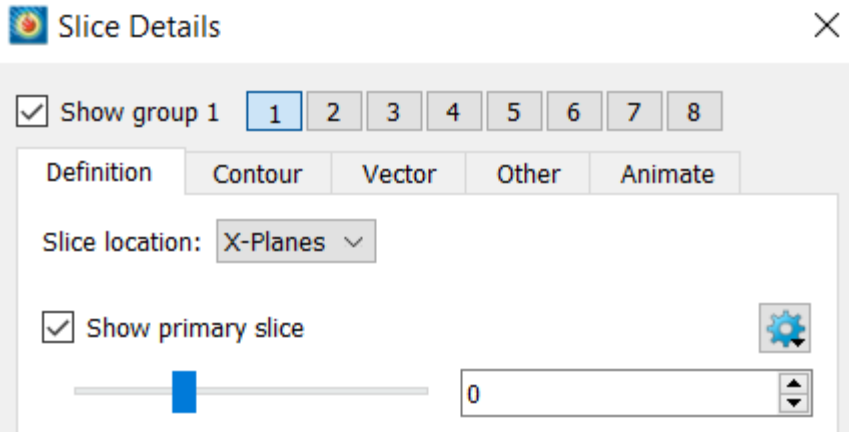 Slice Details
Show group 1 1 2 3 4 5 6 7 8
Definition Contour Vector Other Animate
Slice location: X-Planes
Show primary slice
0